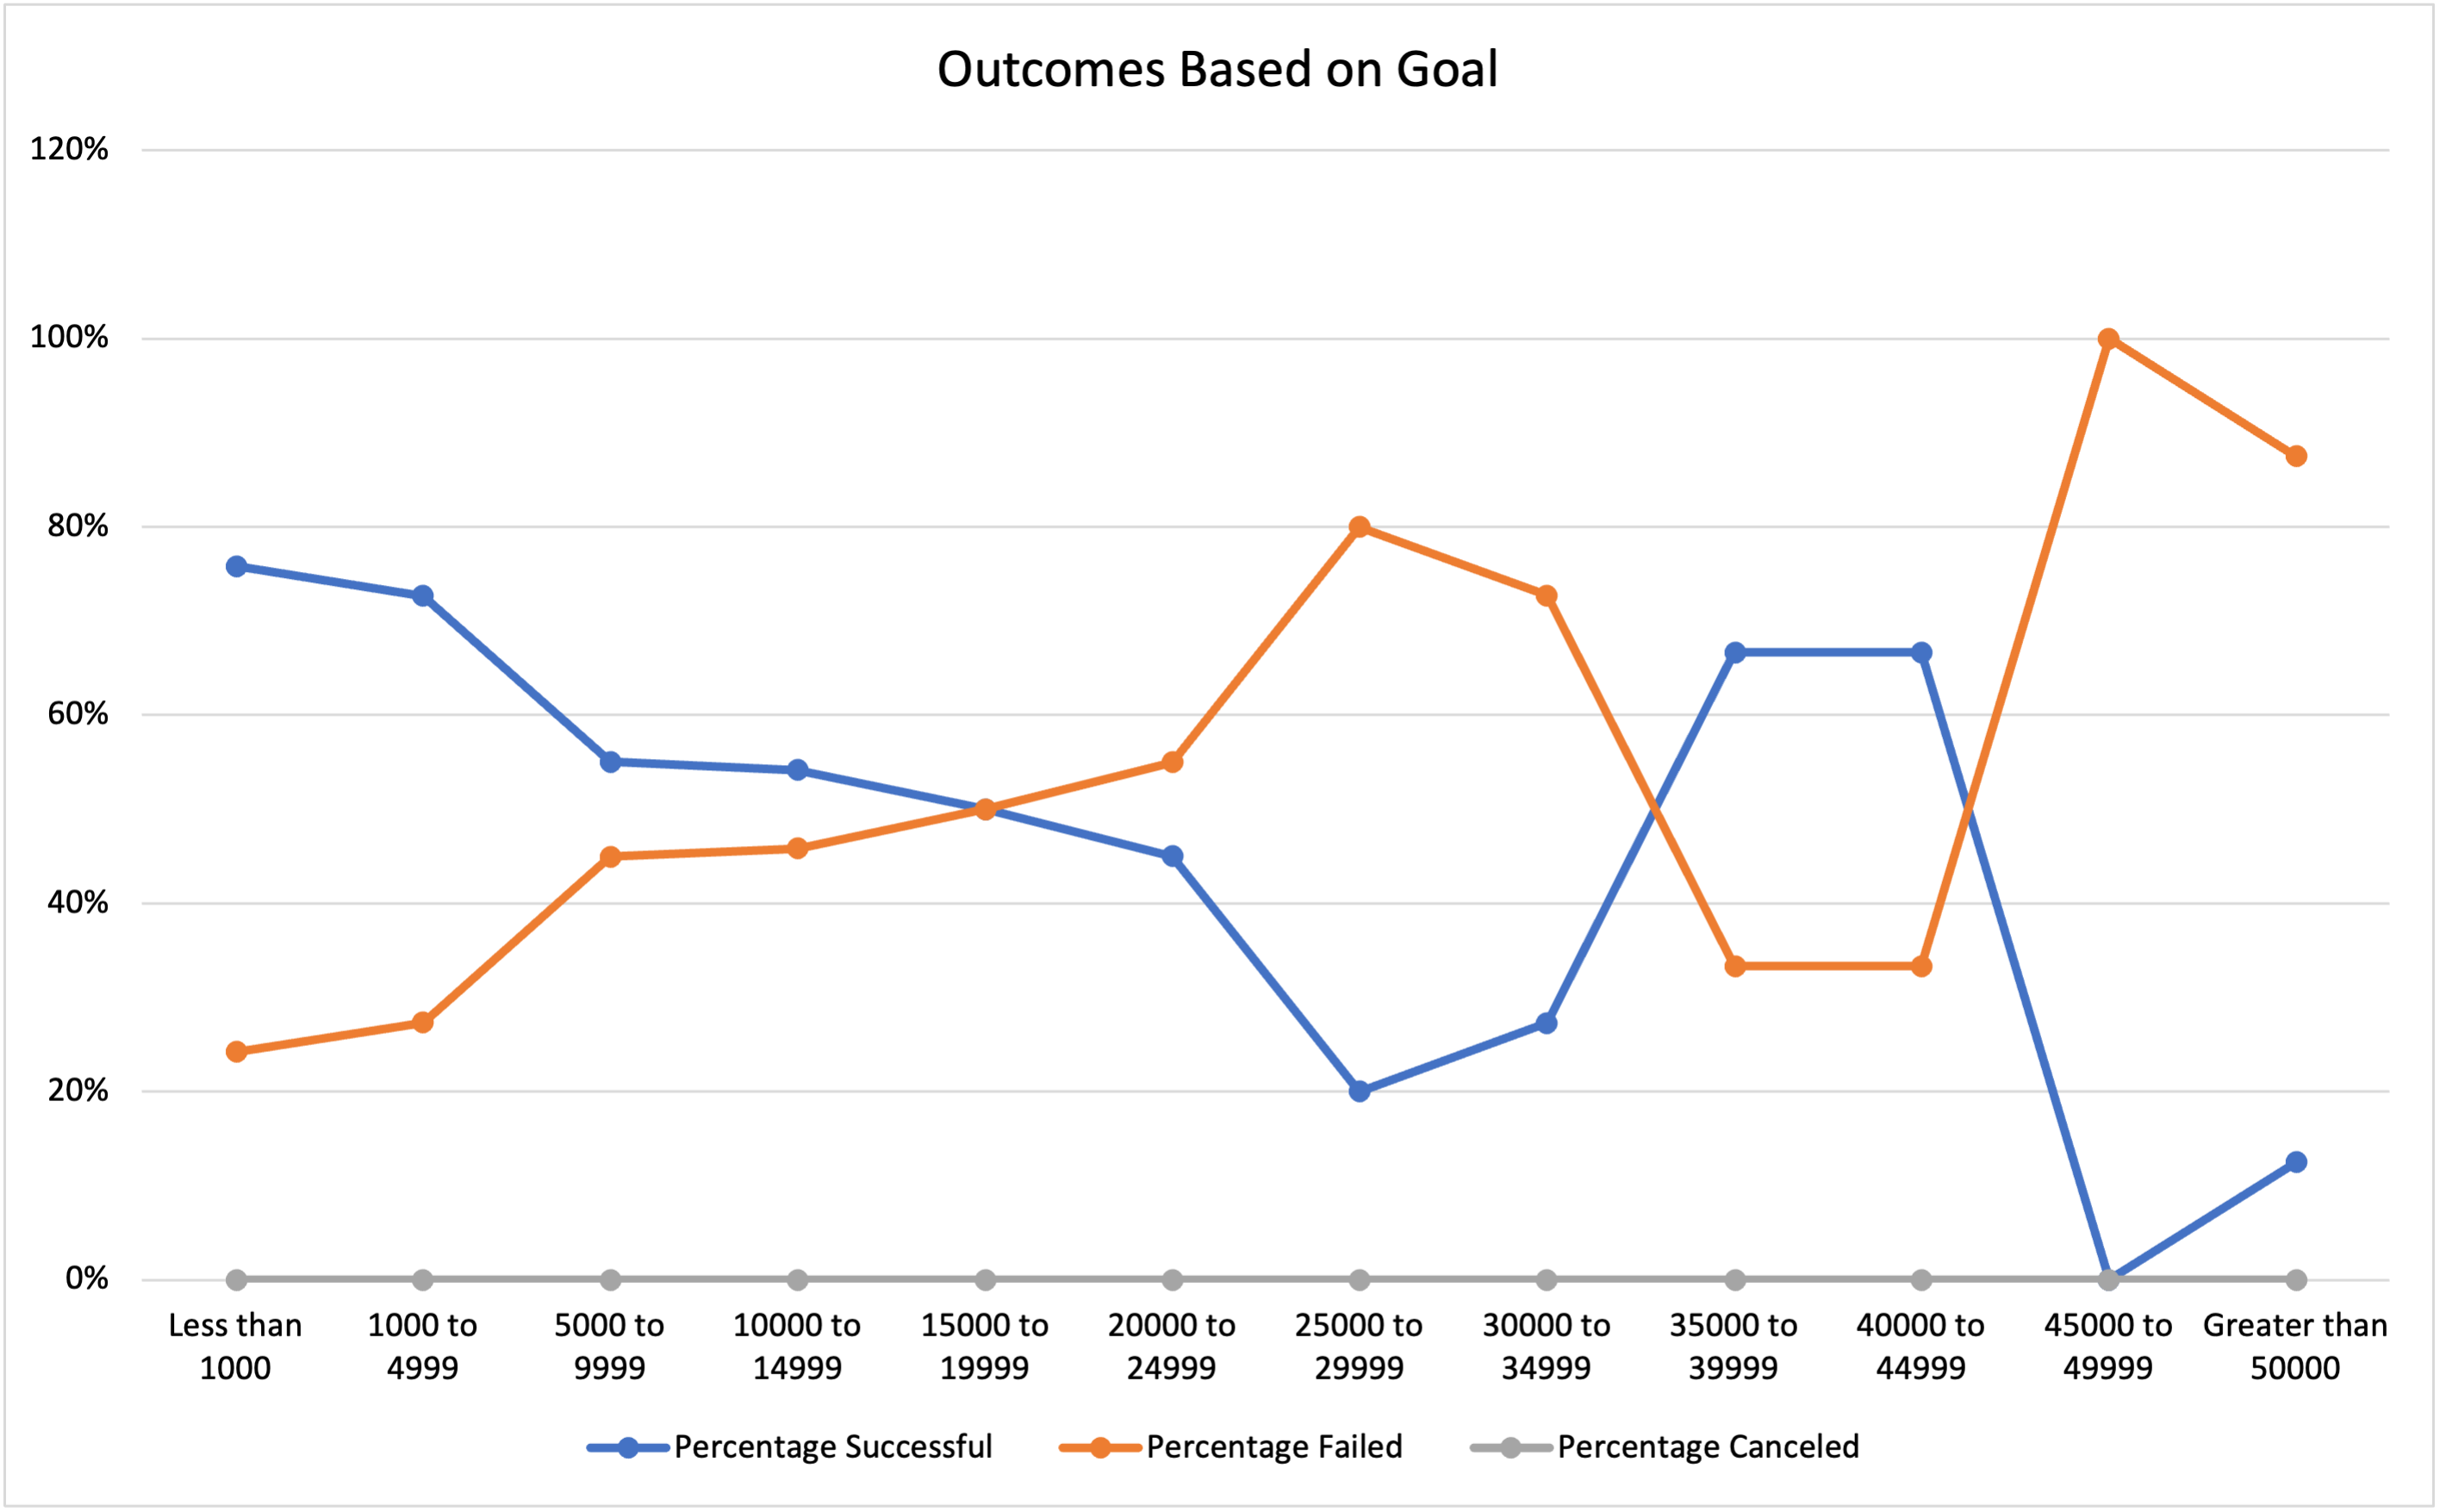 Outcomes Based on Goal
120%
100%
80%
60%
40%
20%
0%
Less than 1000 to 5000 to 10000 to 15000 to 20000 to 25000 to 30000 to 35000 to 40000 to 45000 to Greater than
1000 4999 9999 14999 19999 24999 29999 34999 39999 44999 49999 50000
Percentage Successful Percentage Failed Percentage Canceled